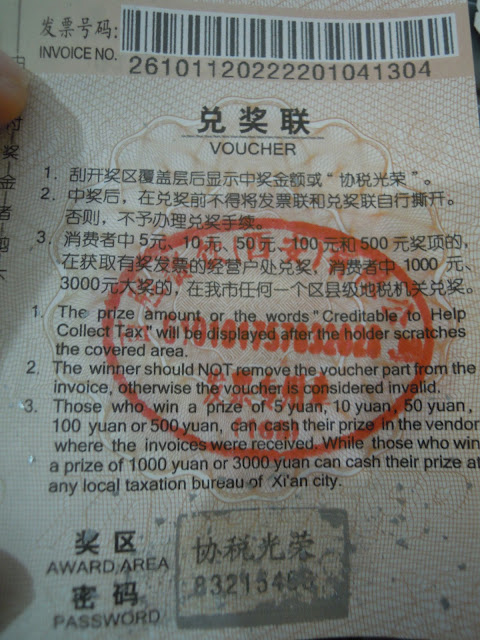 发票号码:
INVOICE NO. 26101120222201041304
兑奖联
VOUCHER
1. 刮开奖区覆盖层后显示中奖金额或“协税光荣”。
2. 中奖后，在兑奖前不得将发票联和兑奖联自行撕开。
否则，不予办理兑奖手续。
3. 消费者中5元、10元、50元、100元和500元奖项的，
在获取有奖发票的经营户处兑奖，消费者中1000元、
3000元大奖的，在我市任何一个区县级地税机关兑奖。
1. The prize amount or the words "Creditable to Help
Collect Tax" will be displayed after the holder scratches
the covered area.
2. The winner should NOT remove the voucher part from the
invoice, otherwise the voucher is considered invalid.
3. Those who win a prize of 5 yuan, 10 yuan, 50 yuan,
100 yuan or 500 yuan, can cash their prize in the vendor
where the invoices were received. While those who win
a prize of 1000 yuan or 3000 yuan can cash their prize at
any local taxation bureau of Xi'an city.
奖区
AWARD AREA
协税光荣
密码
PASSWORD